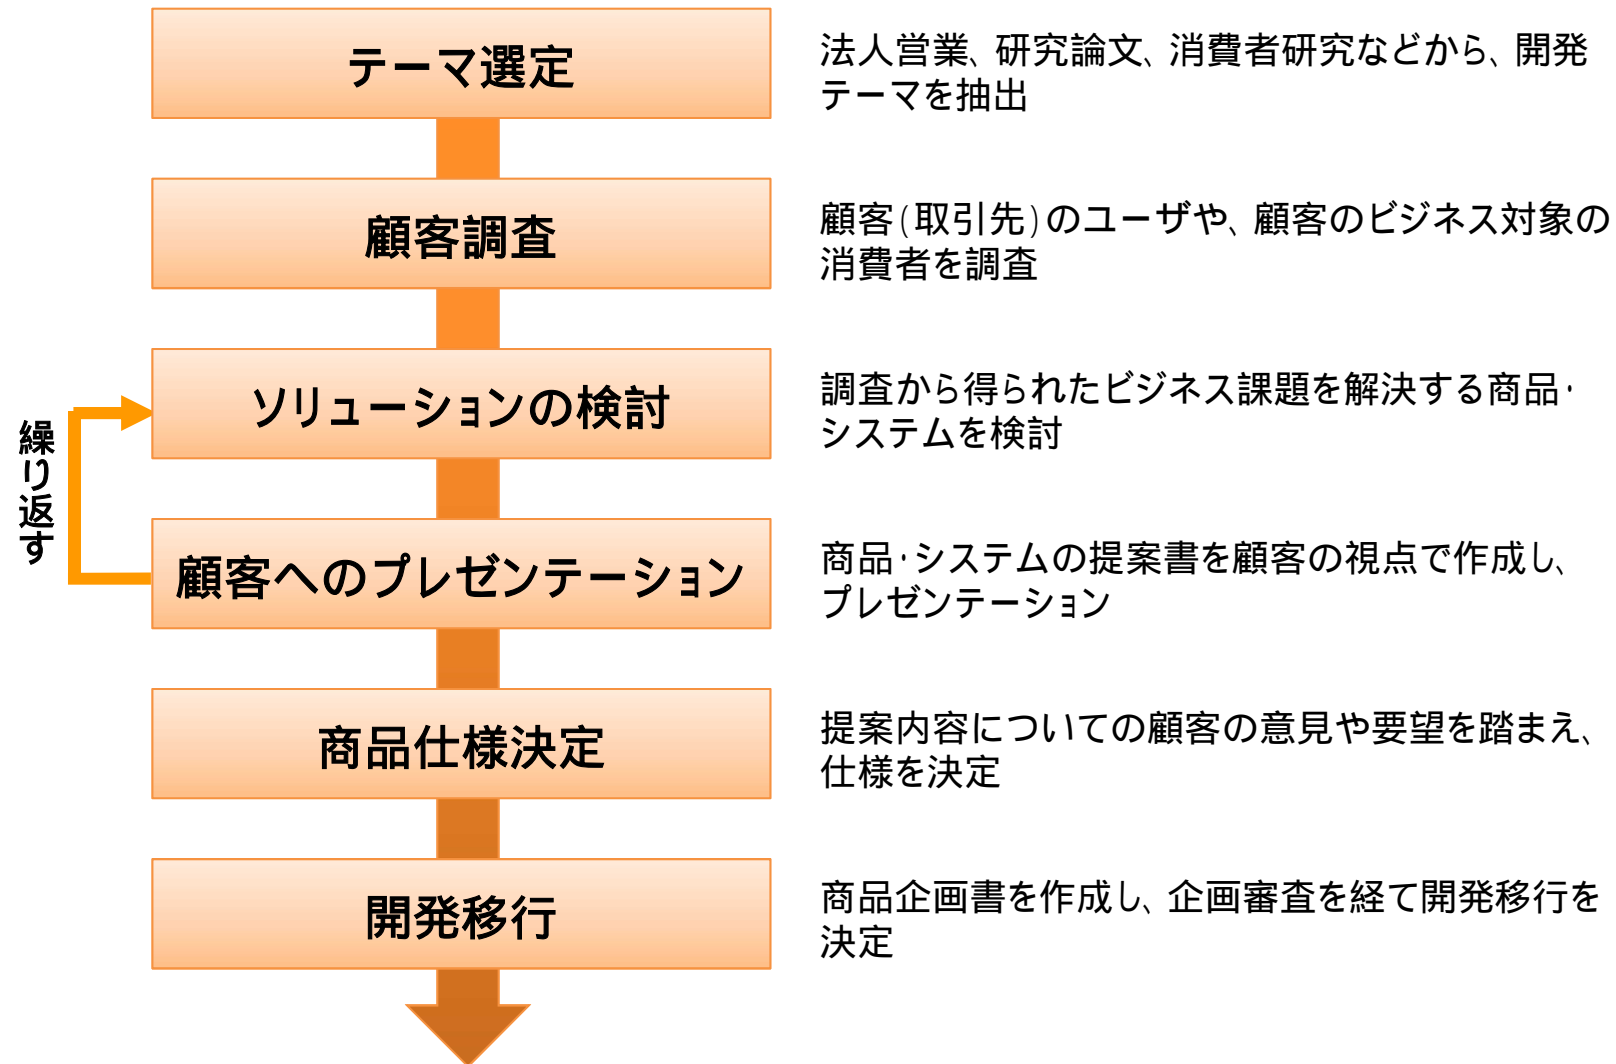 テーマ選定
法人営業、研究論文、消費者研究などから、開発
テーマを抽出
顧客調査
顧客(取引先)のユーザや、顧客のビジネス対象の
消費者を調査
ソリューションの検討
調査から得られたビジネス課題を解決する商品・
システムを検討
繰り返す
顧客へのプレゼンテーション
商品・システムの提案書を顧客の視点で作成し、
プレゼンテーション
商品仕様決定
提案内容についての顧客の意見や要望を踏まえ、
仕様を決定
開発移行
商品企画書を作成し、企画審査を経て開発移行を
決定